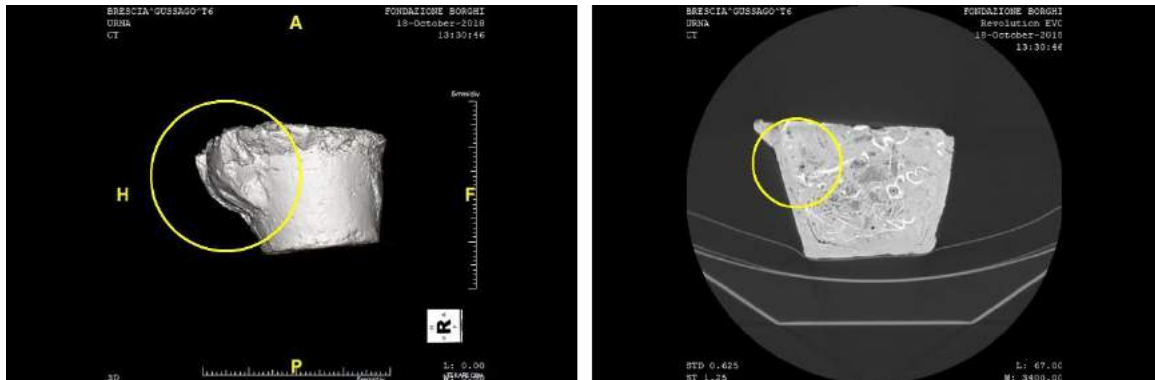 BRESCIA^GUSSAGO^T6
URNA
CT
A
FONDAZIONE BORGHI
18-October-2018
13:30:46
5mm/div
H
F
R
P
3D
L: 0.00
BRESCIA^GUSSAGO^T6
URNA
CT
FONDAZIONE BORGHI
Revolution EVO
18-October-2018
13:30:46
STD 0.625
ST 1.25
L: 67.00
W: 3400.00